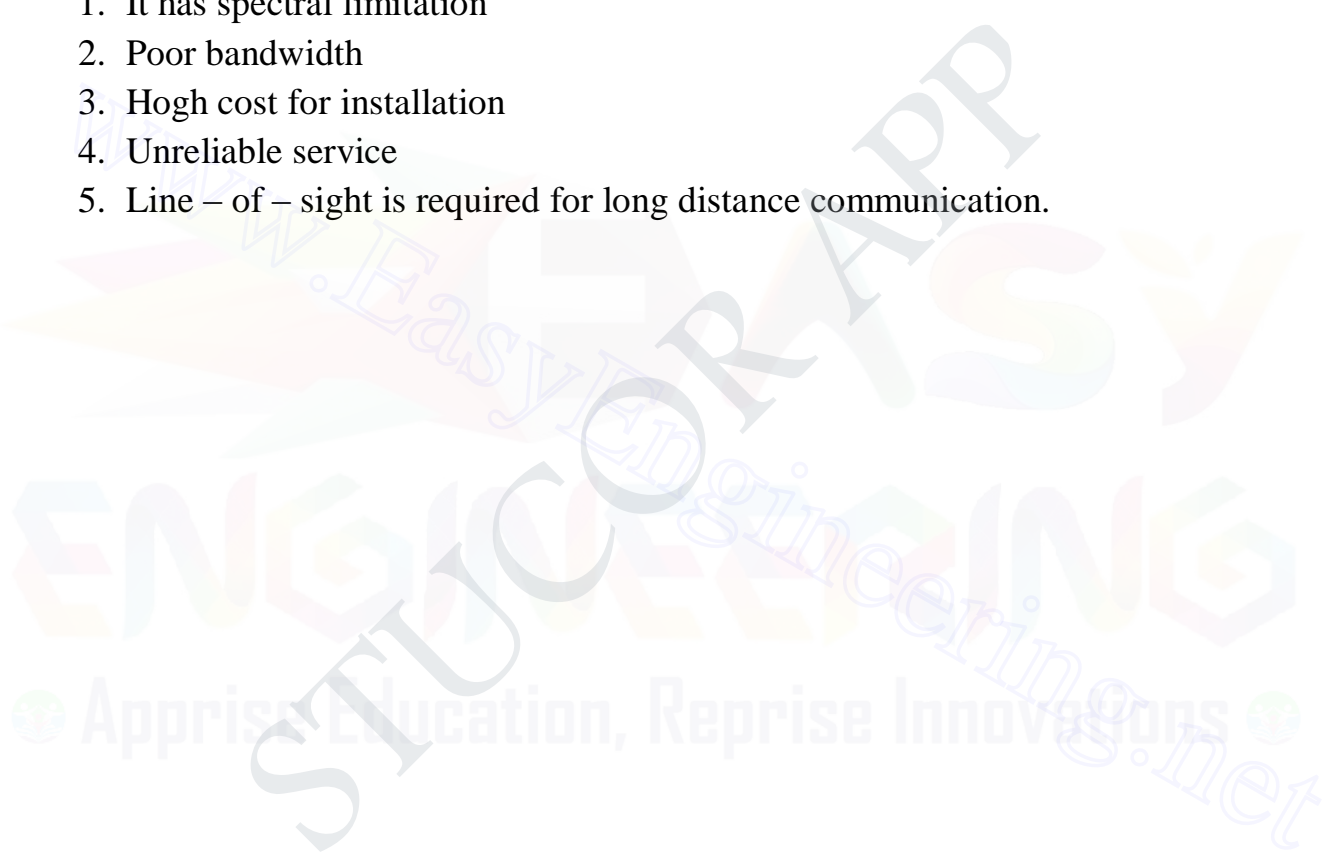 1. It has spectral limitation
2. Poor bandwidth
3. Hogh cost for installation
4. Unreliable service
5. Line – of – sight is required for long distance communication.
www.EasyEngineering.net
STUCOR APP
EASY
ENGINEERING
Apprise Education, Reprise Innovations